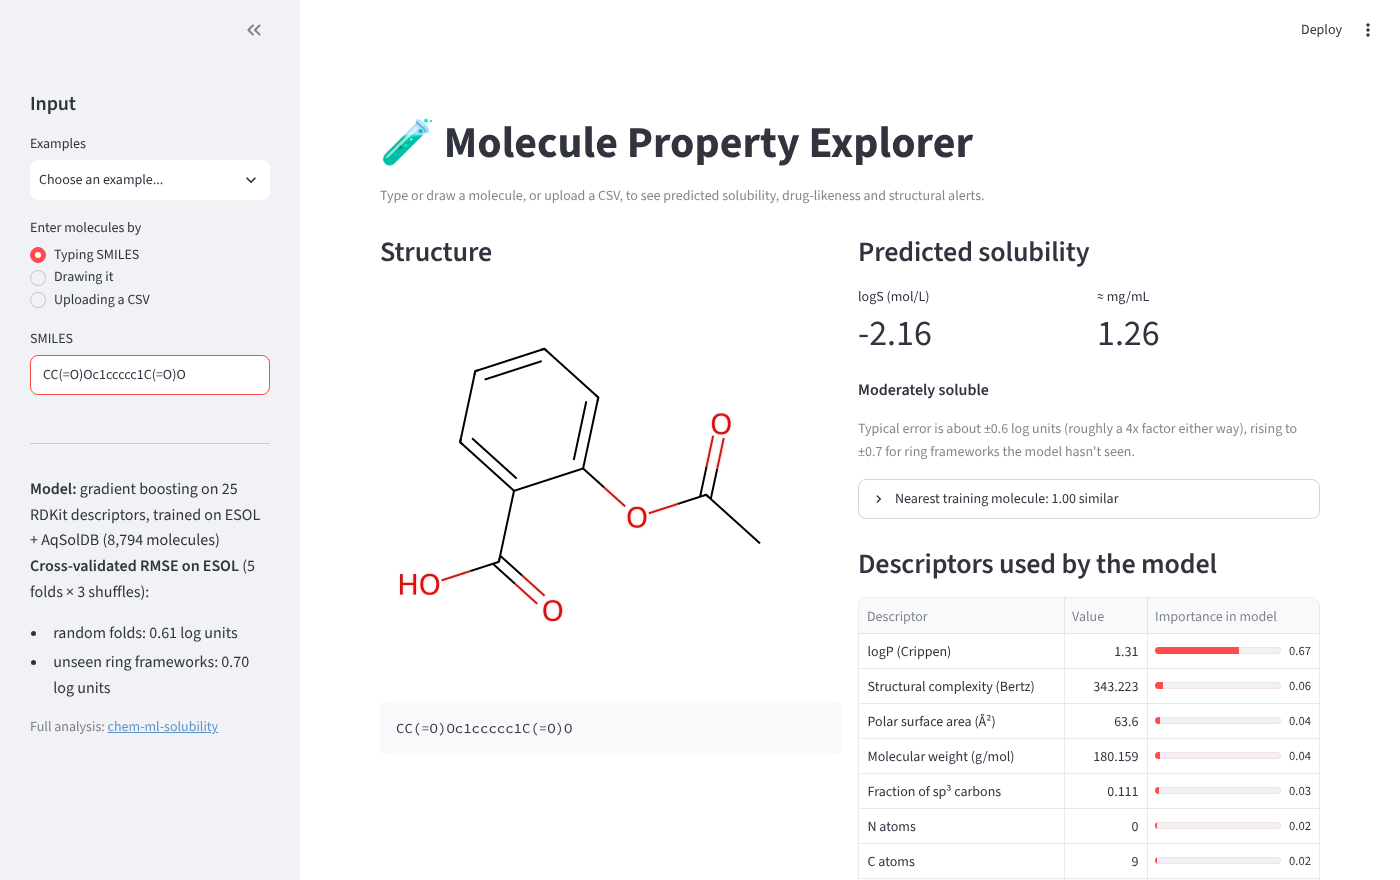 Deploy
Input
Examples
Choose an example...
Enter molecules by
Typing SMILES
Drawing it
Uploading a CSV
SMILES
CC(=O)Oc1ccccc1C(=O)O
Model: gradient boosting on 25
RDKit descriptors, trained on ESOL
+ AqSolDB (8,794 molecules)
Cross-validated RMSE on ESOL (5
folds × 3 shuffles):
• random folds: 0.61 log units
• unseen ring frameworks: 0.70
log units
Full analysis: chem-ml-solubility
Molecule Property Explorer
Type or draw a molecule, or upload a CSV, to see predicted solubility, drug-likeness and structural alerts.
Structure
O
O
HO
O
CC(=O)Oc1ccccc1C(=O)O
Predicted solubility
logS (mol/L) ≈ mg/mL
-2.16 1.26
Moderately soluble
Typical error is about ±0.6 log units (roughly a 4x factor either way), rising to
±0.7 for ring frameworks the model hasn't seen.
Nearest training molecule: 1.00 similar
Descriptors used by the model
Descriptor Value Importance in model
logP (Crippen) 1.31 0.67
Structural complexity (Bertz) 343.223 0.06
Polar surface area (Å²) 63.6 0.04
Molecular weight (g/mol) 180.159 0.04
Fraction of sp³ carbons 0.111 0.03
N atoms 0 0.02
C atoms 9 0.02